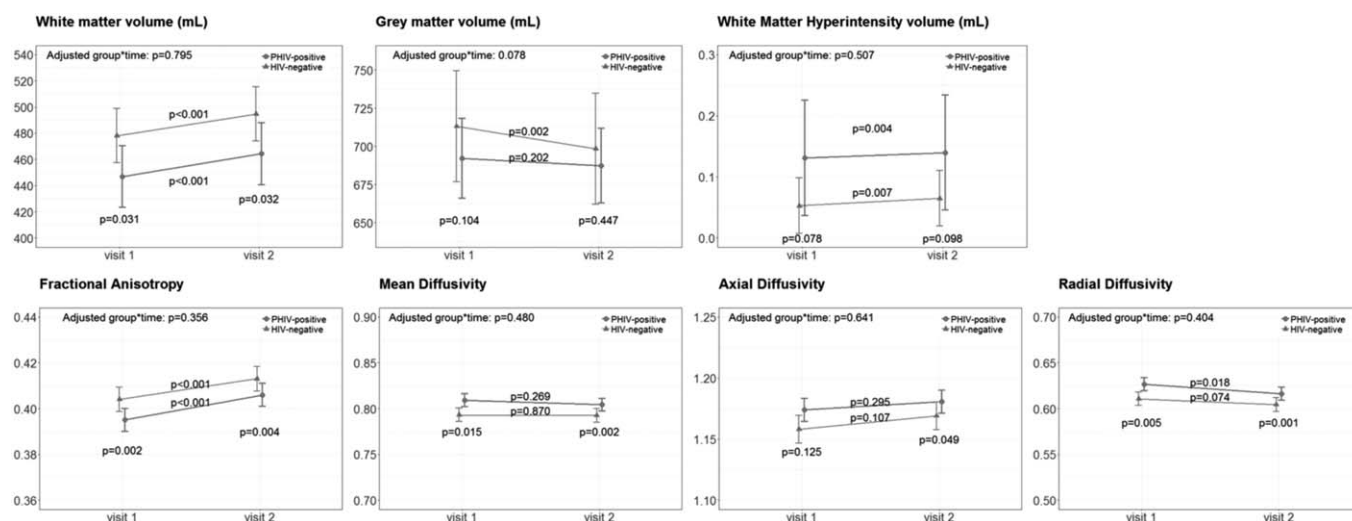 White matter volume (mL)
Adjusted group*time: p=0.795
PHIV-positive
HIV-negative
540
520
500
480
460
440
420
400
p<0.001
p<0.001
p=0.031
p=0.032
visit 1
visit 2
Grey matter volume (mL)
Adjusted group*time: 0.078
PHIV-positive
HIV-negative
750
725
700
675
650
p=0.002
p=0.202
p=0.104
p=0.447
visit 1
visit 2
White Matter Hyperintensity volume (mL)
Adjusted group*time: p=0.507
PHIV-positive
HIV-negative
0.3
0.2
0.1
0.0
p=0.004
p=0.007
p=0.078
p=0.098
visit 1
visit 2
Fractional Anisotropy
Adjusted group*time: p=0.356
PHIV-positive
HIV-negative
0.44
0.42
0.40
0.38
0.36
p<0.001
p<0.001
p=0.002
p=0.004
visit 1
visit 2
Mean Diffusivity
Adjusted group*time: p=0.480
PHIV-positive
HIV-negative
0.90
0.85
0.80
0.75
0.70
p=0.269
p=0.870
p=0.015
p=0.002
visit 1
visit 2
Axial Diffusivity
Adjusted group*time: p=0.641
PHIV-positive
HIV-negative
1.25
1.20
1.15
1.10
p=0.295
p=0.107
p=0.125
p=0.049
visit 1
visit 2
Radial Diffusivity
Adjusted group*time: p=0.404
PHIV-positive
HIV-negative
0.70
0.65
0.60
0.55
0.50
p=0.018
p=0.074
p=0.005
p=0.001
visit 1
visit 2